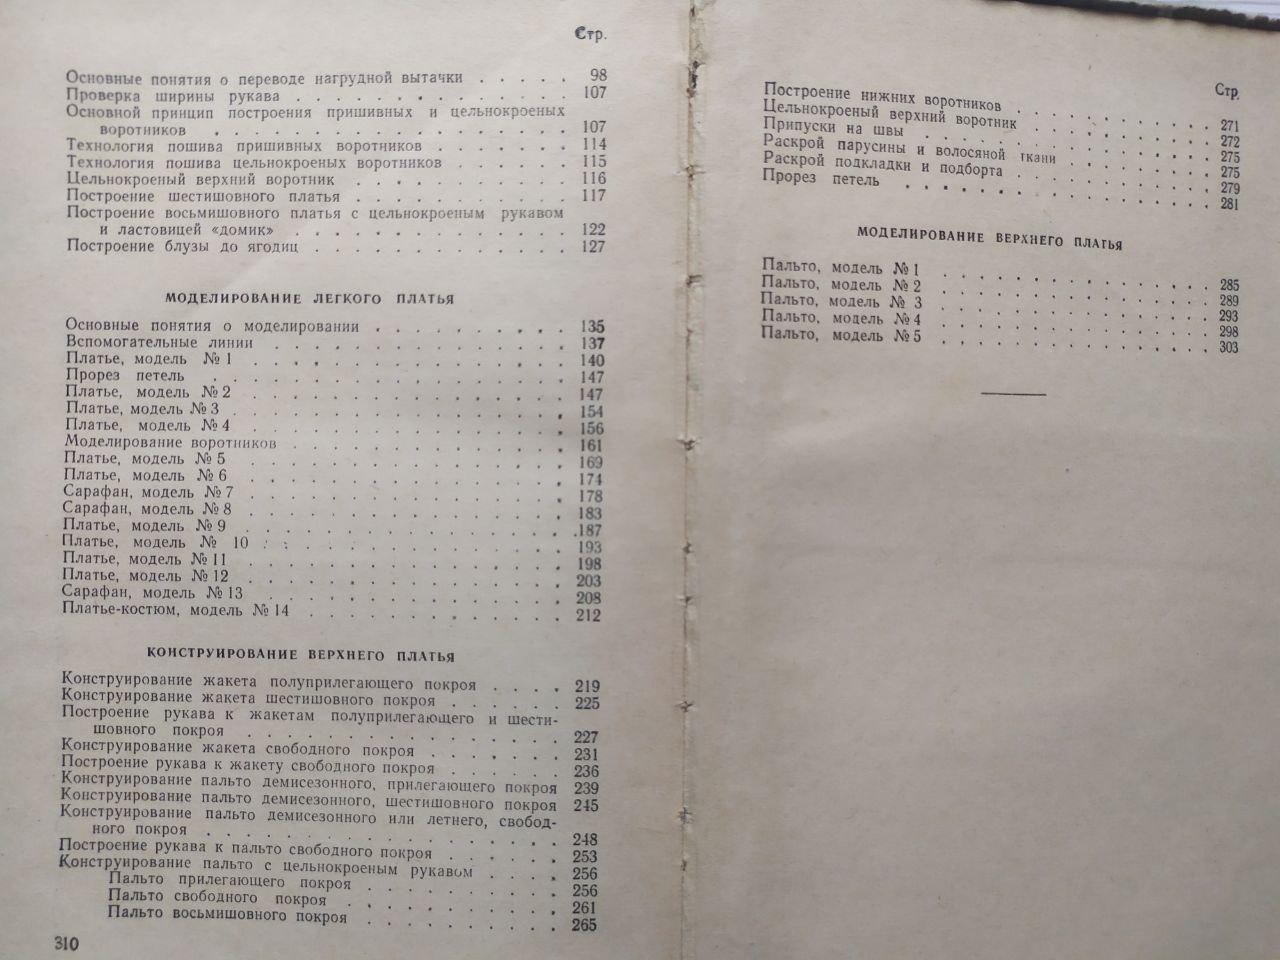 Стр.
Основные понятия о переводе нагрудной вытачки . . . . . 98
Проверка ширины рукава . . . . . . . . . . . . . 107
Основной принцип построения пришивных и цельнокроеных
воротников . . . . . . . . . . . . . . . . 107
Технология пошива пришивных воротников . . . . . . . 114
Технология пошива цельнокроеных воротников . . . . . . 115
Цельнокроеный верхний воротник . . . . . . . . . . 116
Построение шестишовного платья . . . . . . . . . . 117
Построение восьмишовного платья с цельнокроеным рукавом
и ластовицей «домик» . . . . . . . . . . . . . 122
Построение блузы до ягодиц . . . . . . . . . . . . 127
МОДЕЛИРОВАНИЕ ЛЕГКОГО ПЛАТЬЯ
Основные понятия о моделировании . . . . . . . . . 135
Вспомогательные линии . . . . . . . . . . . . . . 137
Платье, модель № 1 . . . . . . . . . . . . . . . 140
Прорез петель . . . . . . . . . . . . . . . . . 147
Платье, модель № 2 . . . . . . . . . . . . . . . 147
Платье, модель № 3 . . . . . . . . . . . . . . . 154
Платье, модель № 4 . . . . . . . . . . . . . . . 156
Моделирование воротников . . . . . . . . . . . . . 161
Платье, модель № 5 . . . . . . . . . . . . . . . 169
Платье, модель № 6 . . . . . . . . . . . . . . . 174
Сарафан, модель № 7 . . . . . . . . . . . . . . . 178
Сарафан, модель № 8 . . . . . . . . . . . . . . . 183
Платье, модель № 9 . . . . . . . . . . . . . . . 187
Платье, модель № 10 . . . . . . . . . . . . . . . 193
Платье, модель № 11 . . . . . . . . . . . . . . . 198
Платье, модель № 12 . . . . . . . . . . . . . . . 203
Сарафан, модель № 13 . . . . . . . . . . . . . . 208
Платье-костюм, модель № 14 . . . . . . . . . . . . 212
КОНСТРУИРОВАНИЕ ВЕРХНЕГО ПЛАТЬЯ
Конструирование жакета полуприлегающего покроя . . . . 219
Конструирование жакета шестишовного покроя . . . . . . 225
Построение рукава к жакетам полуприлегающего и шести-
шовного покроя . . . . . . . . . . . . . . . 227
Конструирование жакета свободного покроя . . . . . . 231
Построение рукава к жакету свободного покроя . . . . . 236
Конструирование пальто демисезонного, прилегающего покроя 239
Конструирование пальто демисезонного, шестишовного покроя 245
Конструирование пальто демисезонного или летнего, свобод-
ного покроя . . . . . . . . . . . . . . . . . 248
Построение рукава к пальто свободного покроя . . . . . 253
Конструирование пальто с цельнокроеным рукавом . . . . 256
Пальто прилегающего покроя . . . . . . . . . . 256
Пальто свободного покроя . . . . . . . . . . . 261
Пальто восьмишовного покроя . . . . . . . . . . 265
310
Стр.
Построение нижних воротников . . . . . . . . . . 271
Цельнокроеный верхний воротник . . . . . . . . . 272
Припуски на швы . . . . . . . . . . . . . . . 275
Раскрой парусины и волосяной ткани . . . . . . . . 275
Раскрой подкладки и подборта . . . . . . . . . . 279
Прорез петель . . . . . . . . . . . . . . . . 281
МОДЕЛИРОВАНИЕ ВЕРХНЕГО ПЛАТЬЯ
Пальто, модель № 1 . . . . . . . . . . . . . . 285
Пальто, модель № 2 . . . . . . . . . . . . . . 289
Пальто, модель № 3 . . . . . . . . . . . . . . 293
Пальто, модель № 4 . . . . . . . . . . . . . . 298
Пальто, модель № 5 . . . . . . . . . . . . . . 303